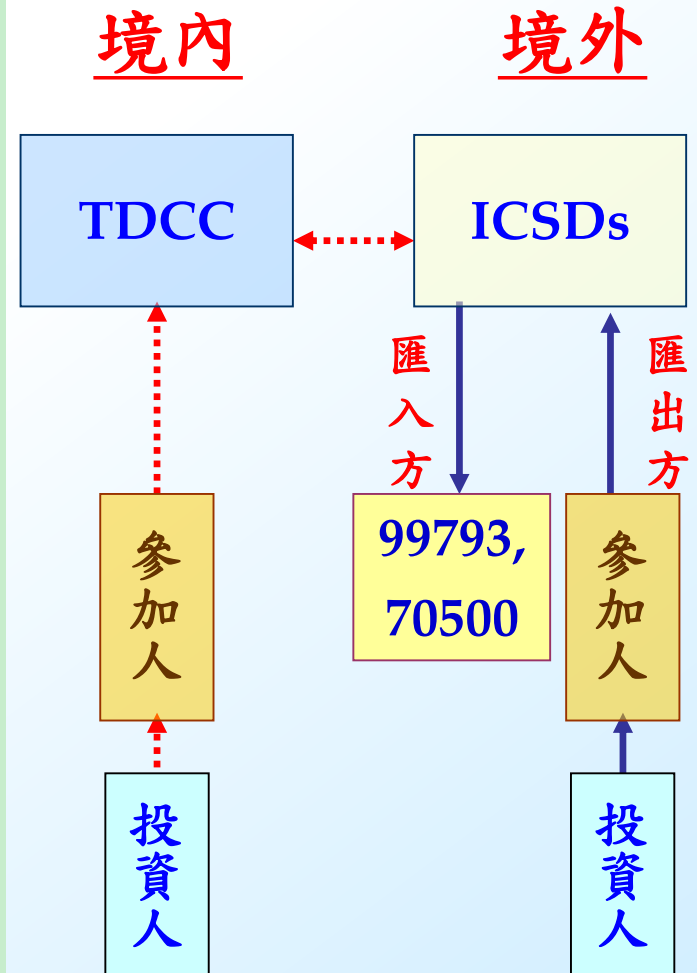 境內
境外
TDCC
ICSDs
匯入方
匯出方
參加人
99793,
70500
參加人
投資人
投資人